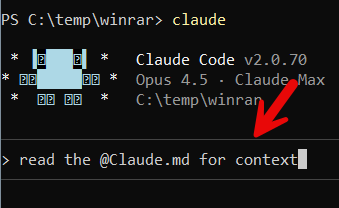 PS C:\temp\winrar> claude
Claude Code v2.0.70
Opus 4.5 · Claude Max
C:\temp\winrar
> read the @Claude.md for context